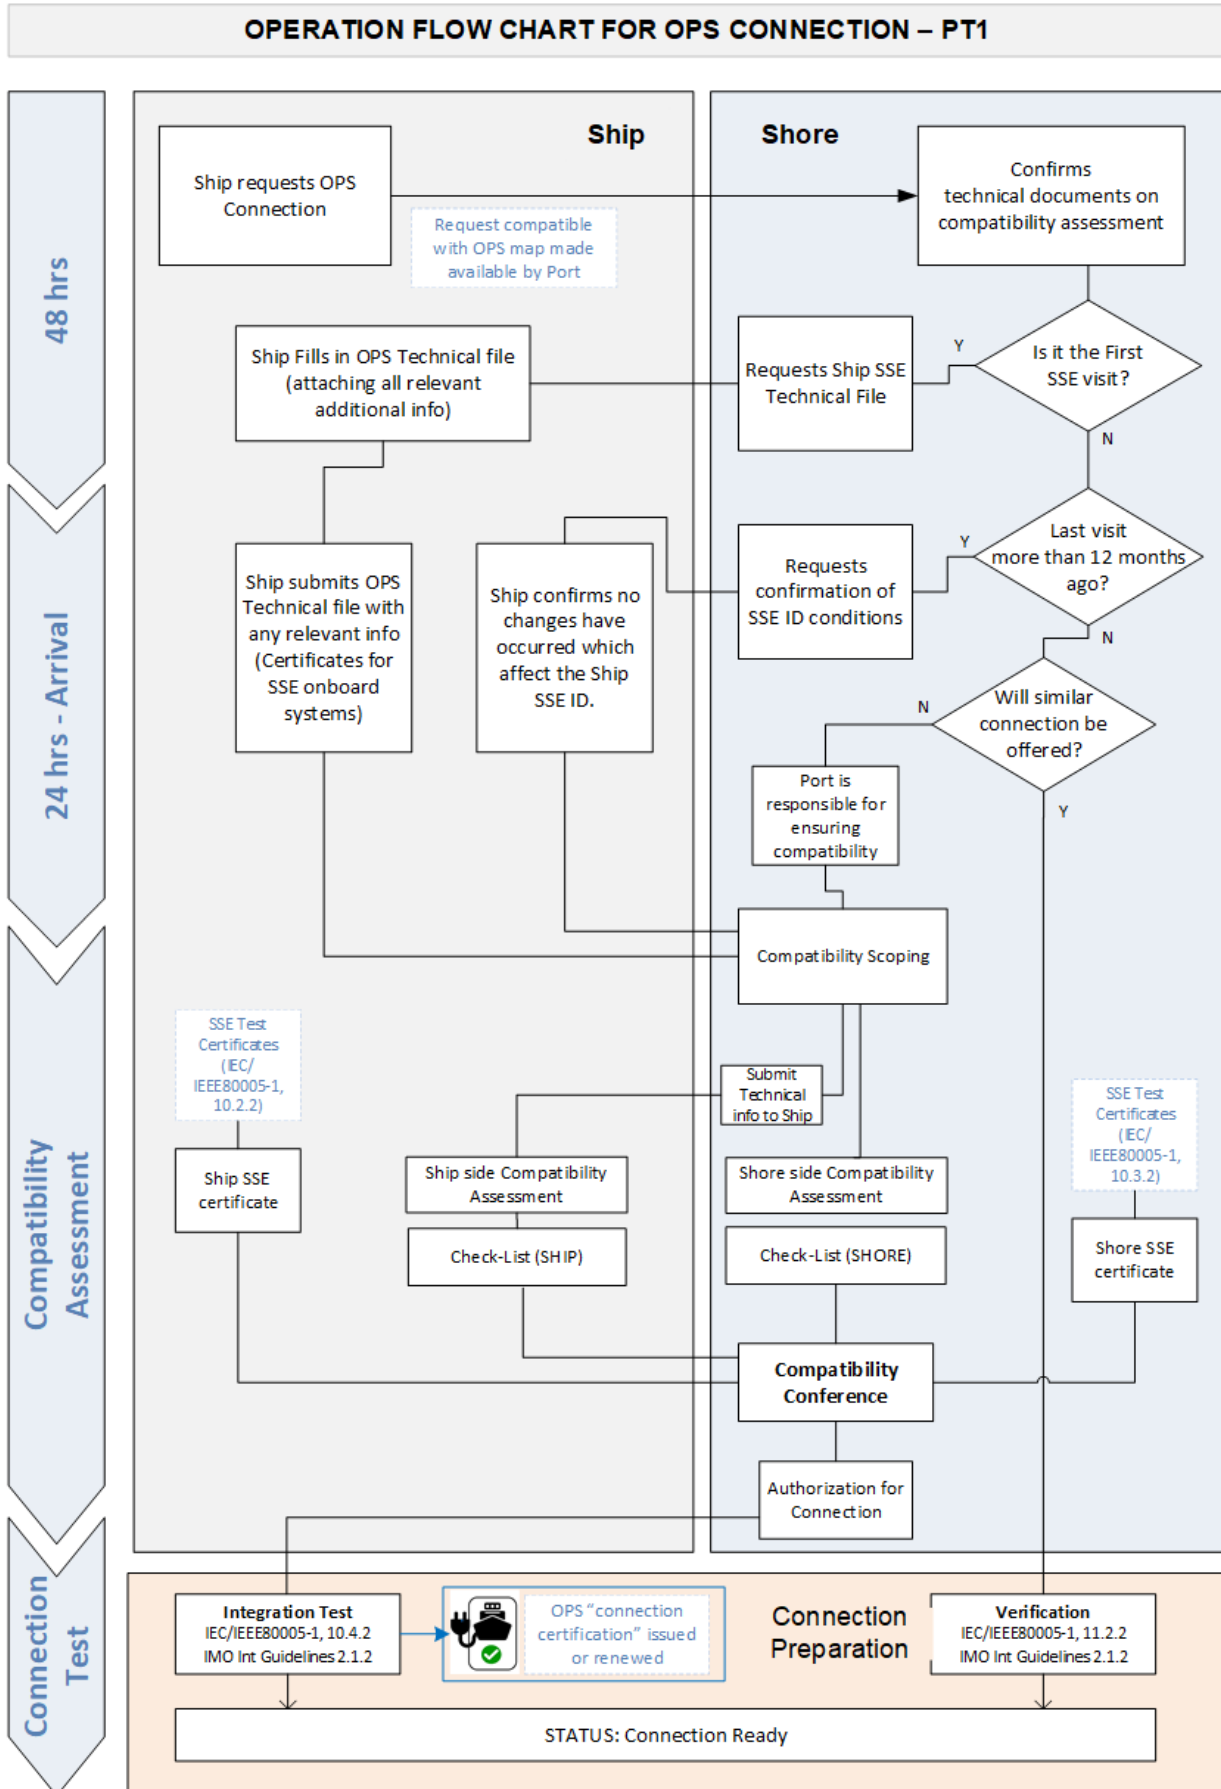 OPERATION FLOW CHART FOR OPS CONNECTION – PT1
48 hrs
24 hrs - Arrival
Compatibility
Assessment
Connection
Test
Ship
Shore
Ship requests OPS
Connection
Request compatible
with OPS map made
available by Port
Confirms
technical documents on
compatibility assessment
Is it the First
SSE visit?
Y
N
Requests Ship SSE
Technical File
Ship Fills in OPS Technical file
(attaching all relevant
additional info)
Last visit
more than 12 months
ago?
Y
N
Requests
confirmation of
SSE ID conditions
Ship confirms no
changes have
occurred which
affect the Ship
SSE ID.
Ship submits OPS
Technical file with
any relevant info
(Certificates for
SSE onboard
systems)
Will similar
connection be
offered?
N
Y
Port is
responsible for
ensuring
compatibility
Compatibility Scoping
SSE Test
Certificates
(IEC/
IEEE80005-1,
10.2.2)
Ship SSE
certificate
Submit
Technical
info to Ship
Ship side Compatibility
Assessment
Check-List (SHIP)
Shore side Compatibility
Assessment
Check-List (SHORE)
SSE Test
Certificates
(IEC/
IEEE80005-1,
10.3.2)
Shore SSE
certificate
Compatibility
Conference
Authorization for
Connection
Integration Test
IEC/IEEE80005-1, 10.4.2
IMO Int Guidelines 2.1.2
OPS “connection
certification” issued
or renewed
Connection
Preparation
Verification
IEC/IEEE80005-1, 11.2.2
IMO Int Guidelines 2.1.2
STATUS: Connection Ready